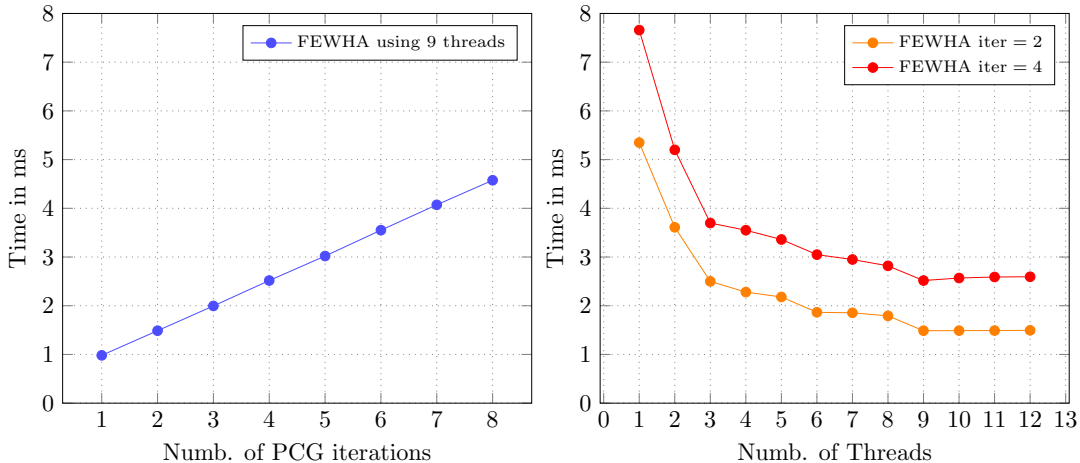 8
7
6
5
4
3
2
1
0
Time in ms
1 2 3 4 5 6 7 8
Numb. of PCG iterations
FEWHA using 9 threads
8
7
6
5
4
3
2
1
0
Time in ms
0 1 2 3 4 5 6 7 8 9 10 11 12 13
Numb. of Threads
FEWHA iter = 2
FEWHA iter = 4